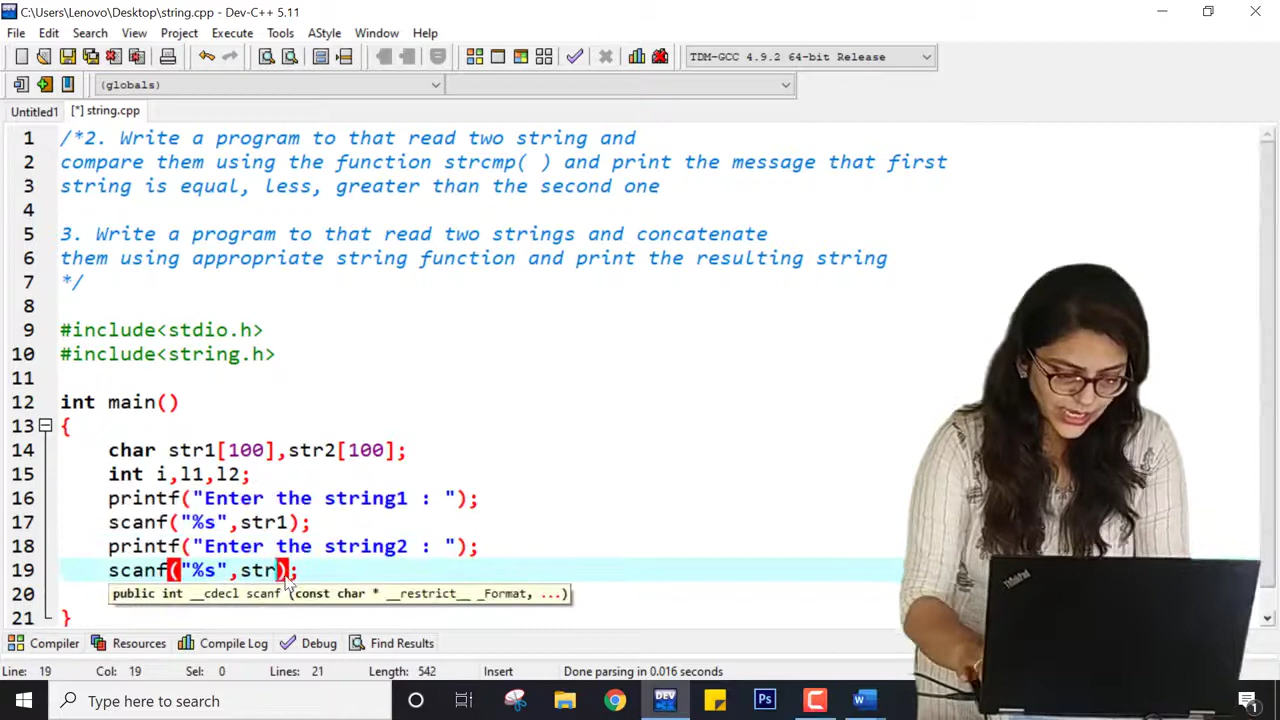 C:\Users\Lenovo\Desktop\string.cpp - Dev-C++ 5.11
File Edit Search View Project Execute Tools AStyle Window Help
TDM-GCC 4.9.2 64-bit Release
(globals)
Untitled1 [*] string.cpp
1 /*2. Write a program to that read two string and
2 compare them using the function strcmp( ) and print the message that first
3 string is equal, less, greater than the second one
4
5 3. Write a program to that read two strings and concatenate
6 them using appropriate string function and print the resulting string
7 */
8
9 #include<stdio.h>
10 #include<string.h>
11
12 int main()
13 {
14 char str1[100],str2[100];
15 int i,l1,l2;
16 printf("Enter the string1 : ");
17 scanf("%s",str1);
18 printf("Enter the string2 : ");
19 scanf("%s",str);
20 public int __cdecl scanf (const char * __restrict__ _Format, ...)
21 }
Compiler Resources Compile Log Debug Find Results
Line: 19 Col: 19 Sel: 0 Lines: 21 Length: 542 Insert Done parsing in 0.016 seconds
Type here to search
DEV
Ps
ThinkPad
1